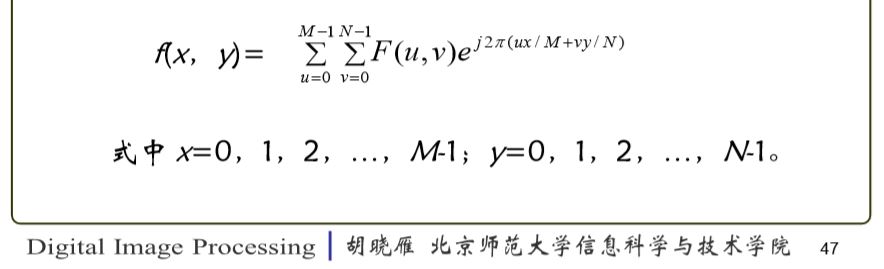 f(x, y)= \sum_{u=0}^{M-1} \sum_{v=0}^{N-1} F(u,v)e^{j2π(ux/M+vy/N)}
式中 x=0, 1, 2, …, M-1; y=0, 1, 2, …, N-1。
Digital Image Processing | 胡晓雁 北京师范大学信息科学与技术学院 47